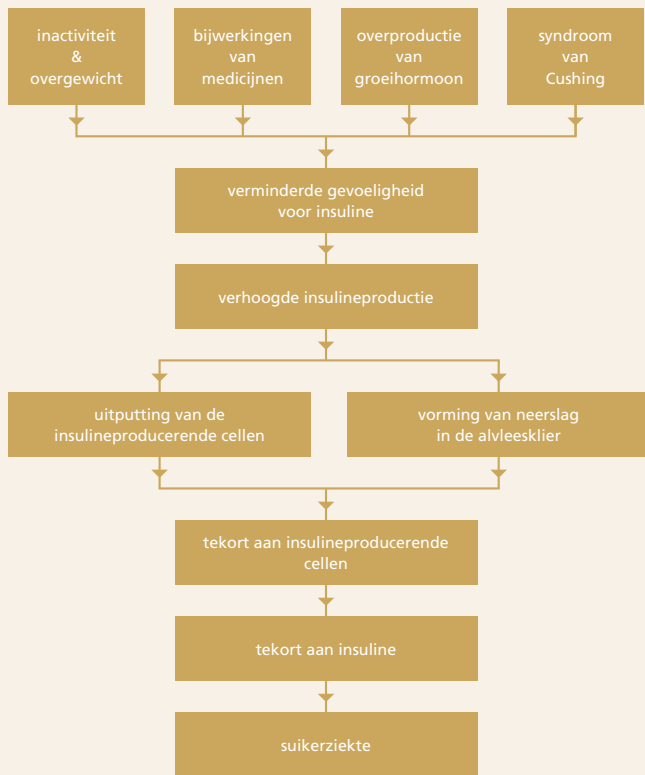 inactiviteit
&
overgewicht
bijwerkingen
van
medicijnen
overproductie
van
groeihormoon
syndroom
van
Cushing
verminderde gevoeligheid
voor insuline
verhoogde insulineproductie
uitputting van de
insulineproducerende cellen
vorming van neerslag
in de alvleesklier
tekort aan insulineproducerende
cellen
tekort aan insuline
suikerziekte